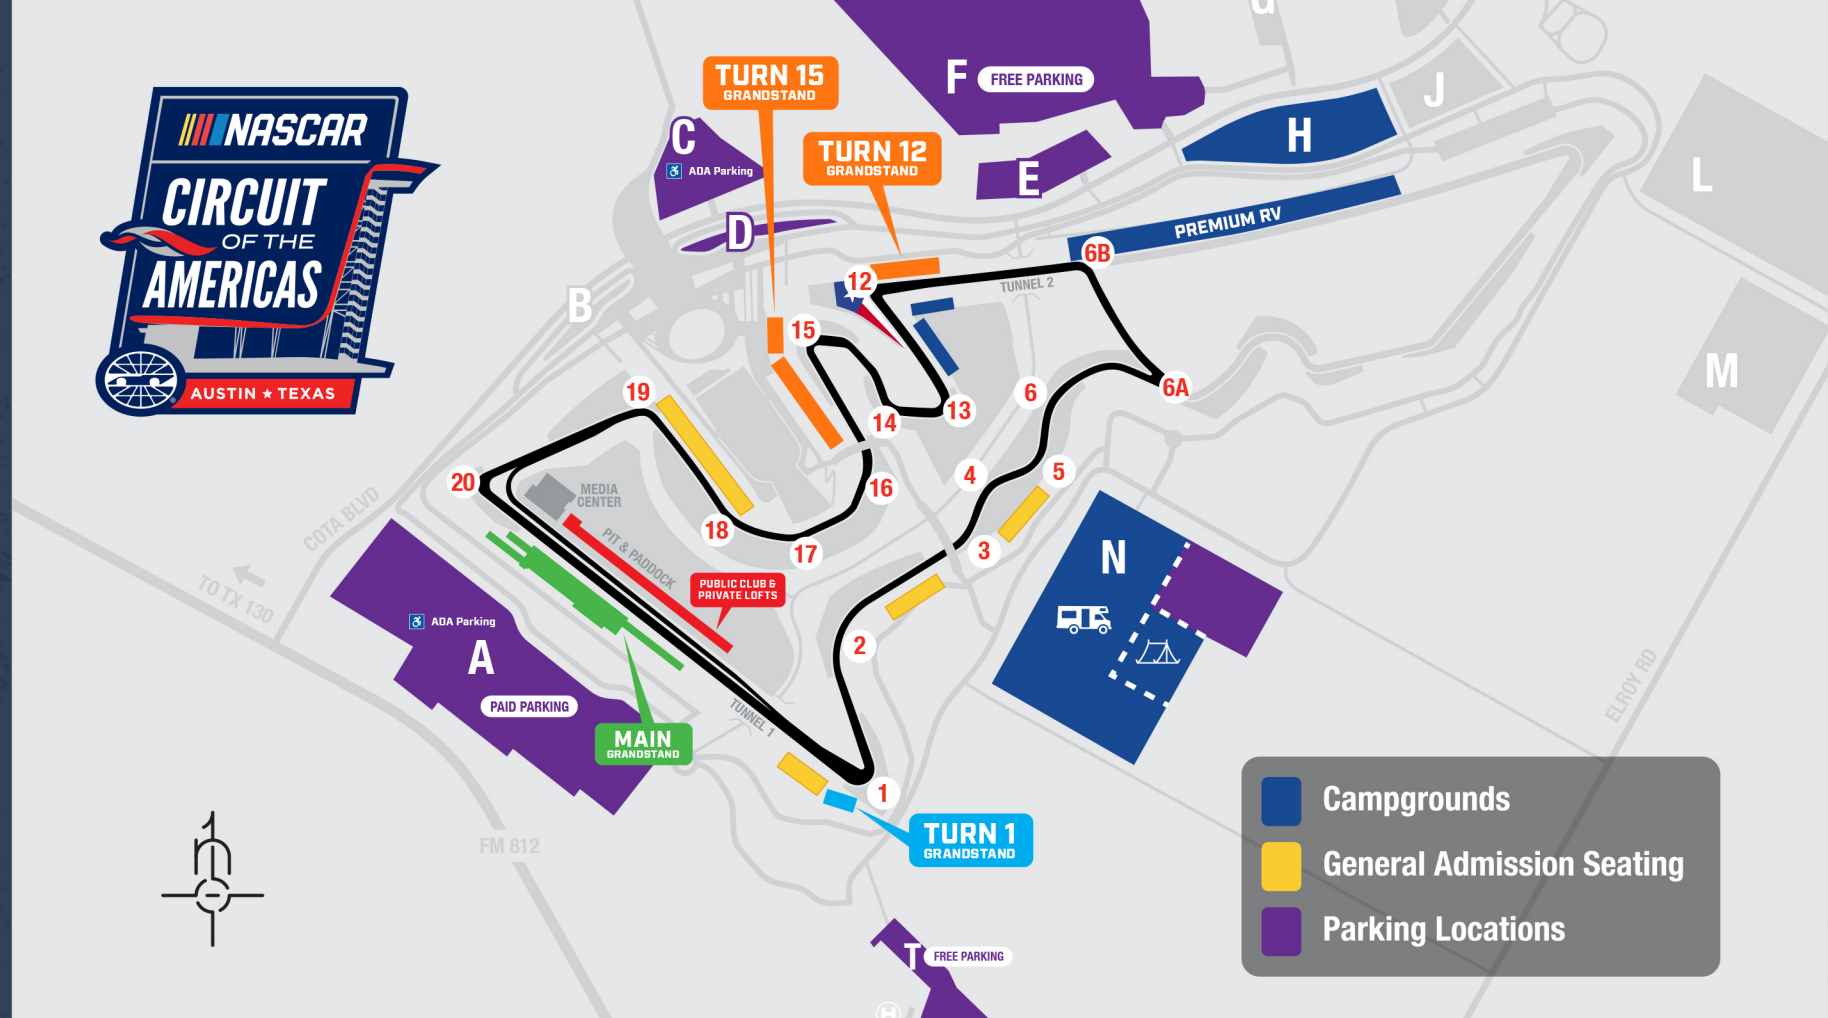 G
TURN 15
GRANDSTAND
F
FREE PARKING
J
NASCAR
CIRCUIT
OF THE
AMERICAS
AUSTIN ★ TEXAS
C
ADA Parking
TURN 12
GRANDSTAND
H
E
L
D
PREMIUM RV
6B
12
TUNNEL 2
B
15
M
19
6
6A
13
14
20
4
5
16
MEDIA
CENTER
COTA BLVD
18
17
3
PIT & PADDOCK
N
PUBLIC CLUB &
PRIVATE LOFTS
TO TX 130
ADA Parking
A
2
PAID PARKING
TUNNEL 1
ELROY RD
MAIN
GRANDSTAND
1
TURN 1
GRANDSTAND
FM 812
n
Campgrounds
General Admission Seating
Parking Locations
T
FREE PARKING
H